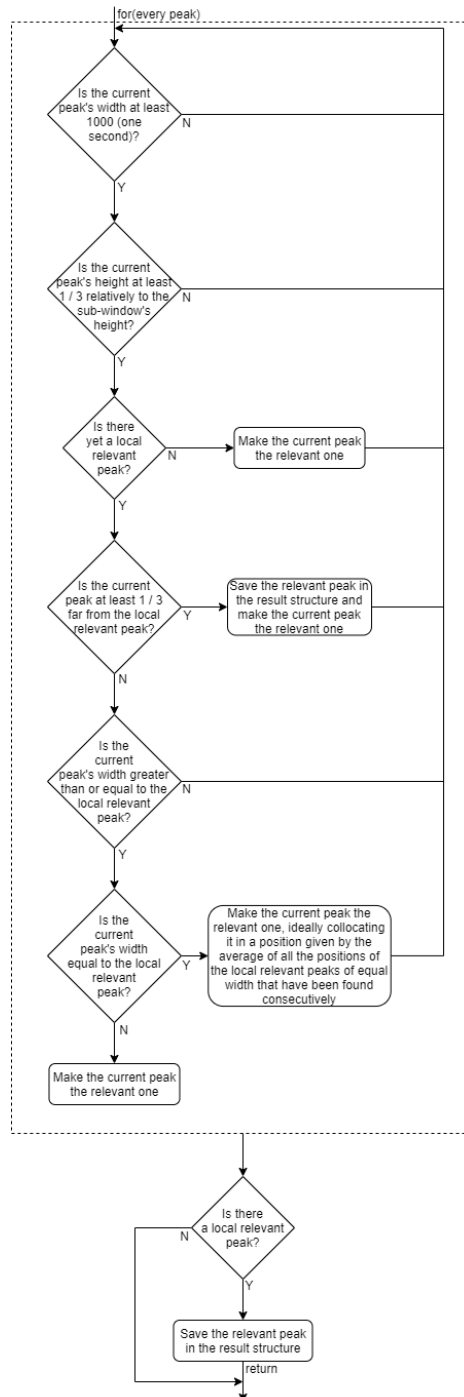 for(every peak)
Is the current
peak's width at least
1000 (one
second)?
N
Y
Is the current
peak's height at least
1 / 3 relatively to the
sub-window's
height?
N
Y
Is there
yet a local
relevant
peak?
N
Make the current peak
the relevant one
Y
Is the current
peak at least 1 / 3
far from the local
relevant peak?
Y
Save the relevant peak in
the result structure and
make the current peak
the relevant one
N
Is the
current
peak's width greater
than or equal to the
local relevant
peak?
N
Y
Is the
current
peak's width
equal to the local
relevant
peak?
Y
Make the current peak the
relevant one, ideally collocating
it in a position given by the
average of all the positions of
the local relevant peaks of equal
width that have been found
consecutively
N
Make the current peak
the relevant one
Is there
a local relevant
peak?
N
Y
Save the relevant peak
in the result structure
return